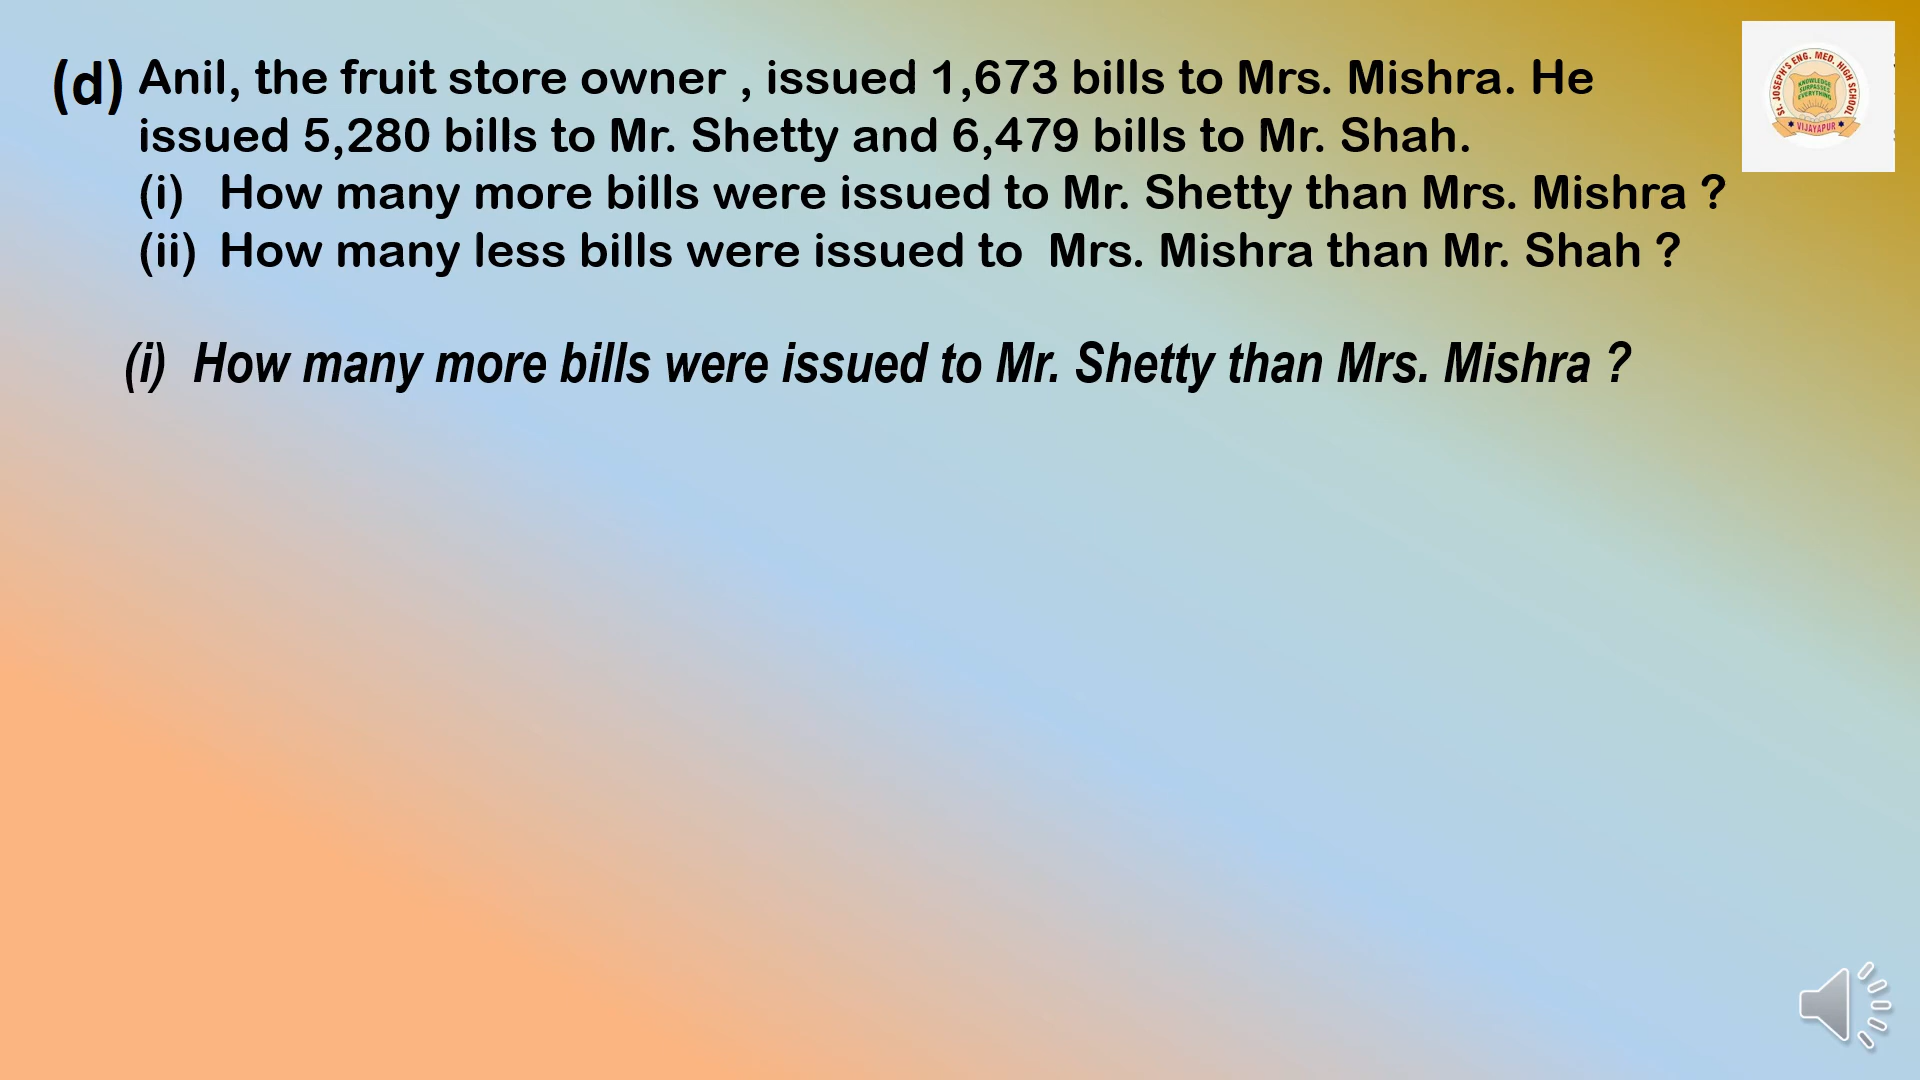 (d) Anil, the fruit store owner , issued 1,673 bills to Mrs. Mishra. He
issued 5,280 bills to Mr. Shetty and 6,479 bills to Mr. Shah.
(i) How many more bills were issued to Mr. Shetty than Mrs. Mishra ?
(ii) How many less bills were issued to Mrs. Mishra than Mr. Shah ?
(i) How many more bills were issued to Mr. Shetty than Mrs. Mishra ?
ST. JOSEPH'S ENG. MED. HIGH SCHOOL
KNOWLEDGE
SURPASSES
EVERYTHING
VIJAYAPUR